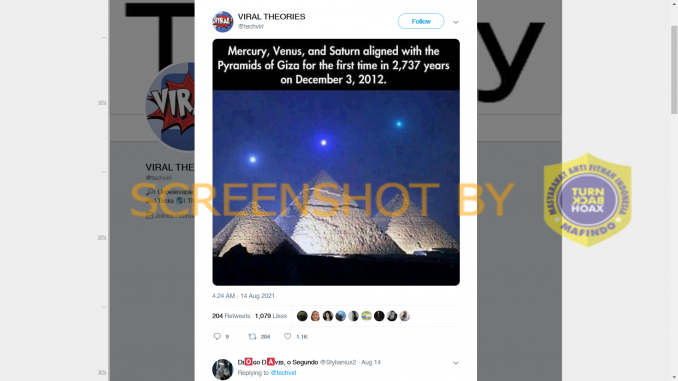 VIRAL THEORIES
@techvirl
Follow
Mercury, Venus, and Saturn aligned with the
Pyramids of Giza for the first time in 2,737 years
on December 3, 2012.
VIRAL THE
@techvirl
SCREENSHOT BY
MASYARAKAT ANTI FITNAH INDONESIA
TURN
BACK
HOAX
MAFINDO
4:24 AM - 14 Aug 2021
204 Retweets 1,079 Likes
9 204 1.1K
o Segundo @Stylianius2 - Aug 14
Replying to @techvirl